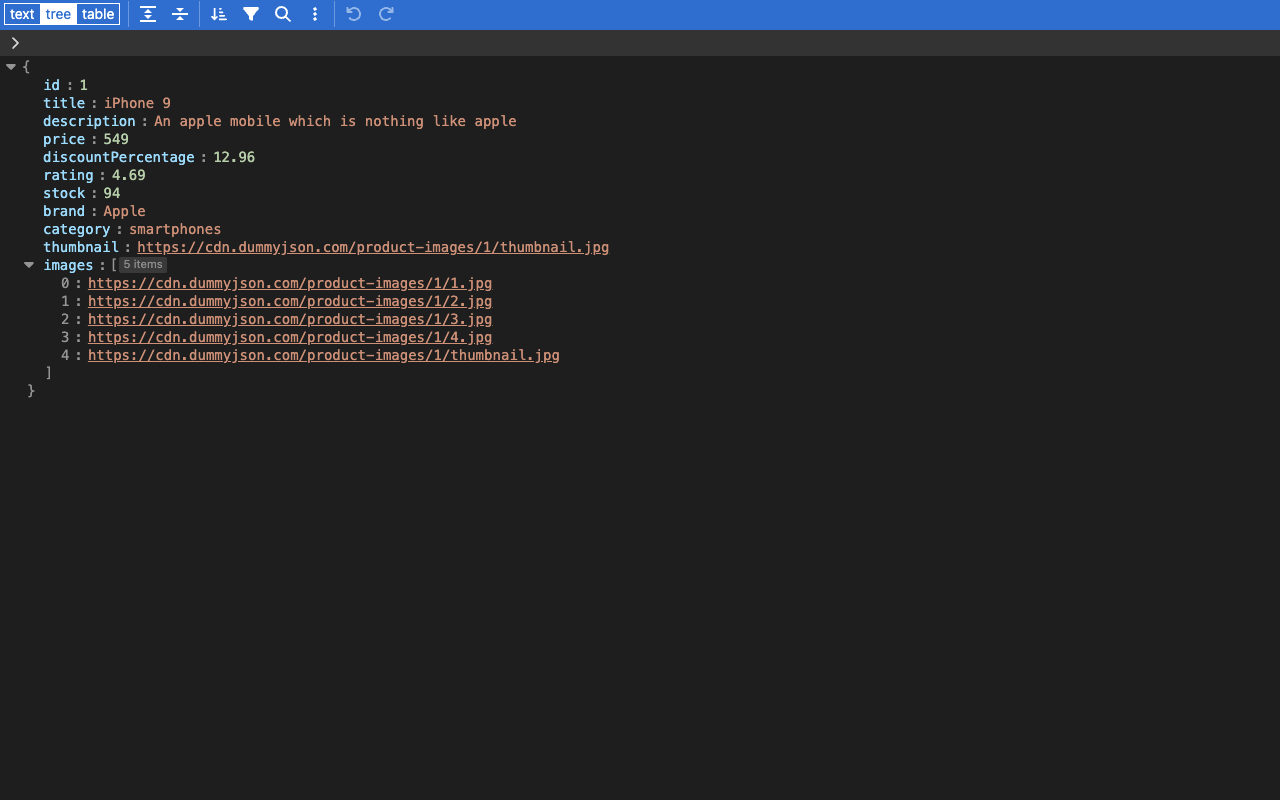 text tree table
{
id : 1
title : iPhone 9
description : An apple mobile which is nothing like apple
price : 549
discountPercentage : 12.96
rating : 4.69
stock : 94
brand : Apple
category : smartphones
thumbnail : https://cdn.dummyjson.com/product-images/1/thumbnail.jpg
images : [ 5 items
0 : https://cdn.dummyjson.com/product-images/1/1.jpg
1 : https://cdn.dummyjson.com/product-images/1/2.jpg
2 : https://cdn.dummyjson.com/product-images/1/3.jpg
3 : https://cdn.dummyjson.com/product-images/1/4.jpg
4 : https://cdn.dummyjson.com/product-images/1/thumbnail.jpg
]
}